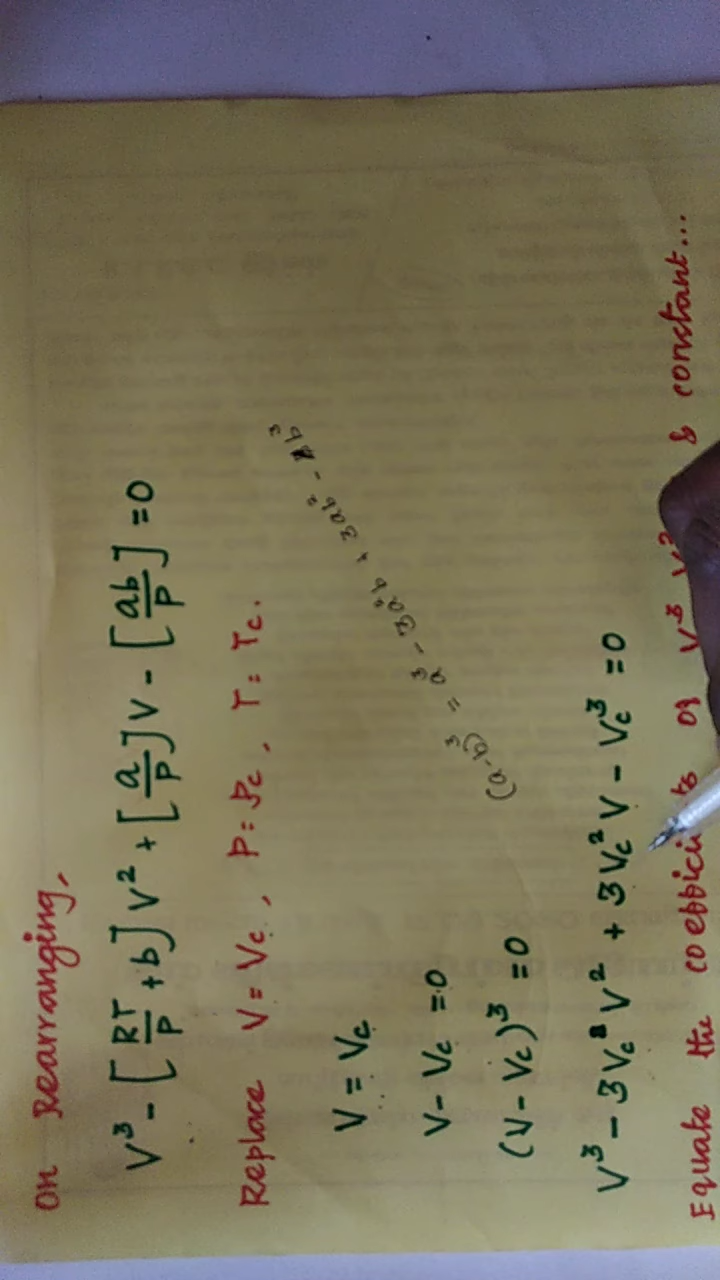 On Rearranging,
V³ - [RT/P + b] V² + [a/P] V - [ab/P] = 0
Replace V = Vc, P = Pc, T = Tc.
V = Vc
V - Vc = 0
(a-b)³ = a³ - 3a²b + 3ab² - b³
(V - Vc)³ = 0
V³ - 3Vc V² + 3Vc² V - Vc³ = 0
Equate the coefficients of V³ V² & constant...